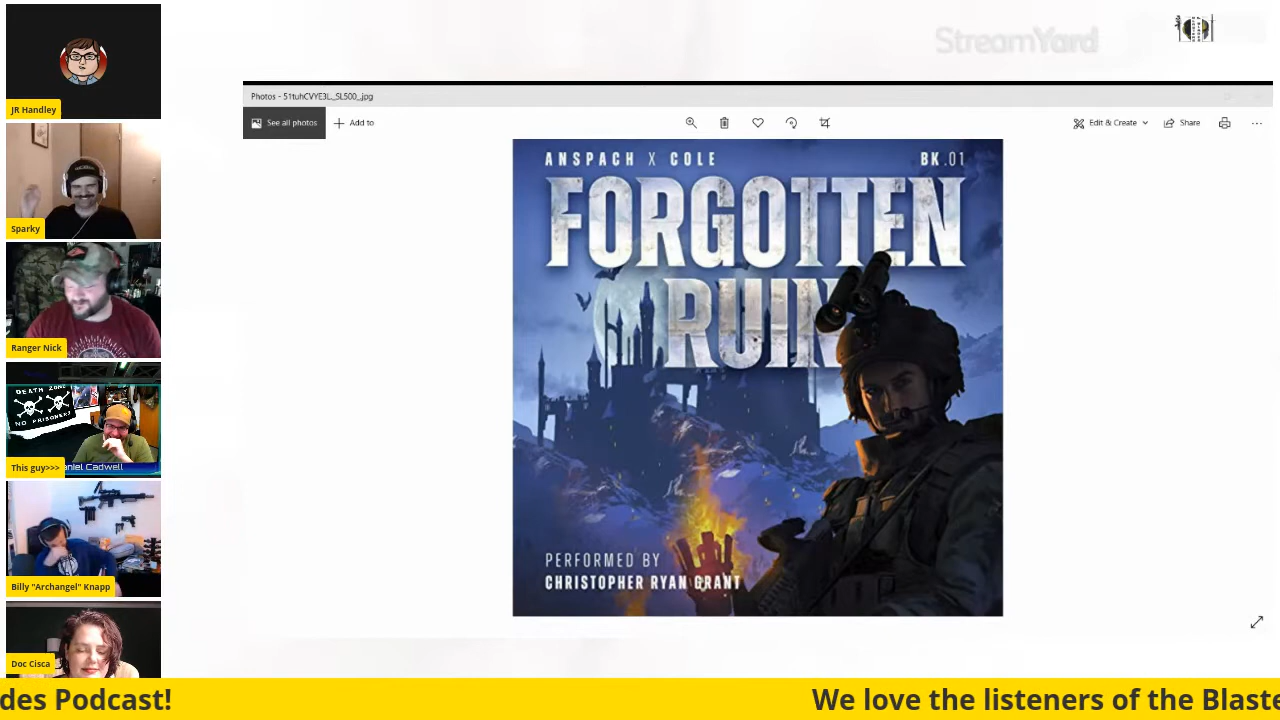 StreamYard
JR Handley
Sparky
Ranger Nick
DEATH ZONE
NO PRISONERS
This guy>>>
aniel Cadwell
Billy "Archangel" Knapp
Doc Cisca
Photos - 51tuhCVYE3L._SL500_.jpg
See all photos
Add to
Edit & Create
Share
ANSPACH X COLE
BK.01
FORGOTTEN
RUIN
PERFORMED BY
CHRISTOPHER RYAN GRANT
des Podcast!
We love the listeners of the Blaste